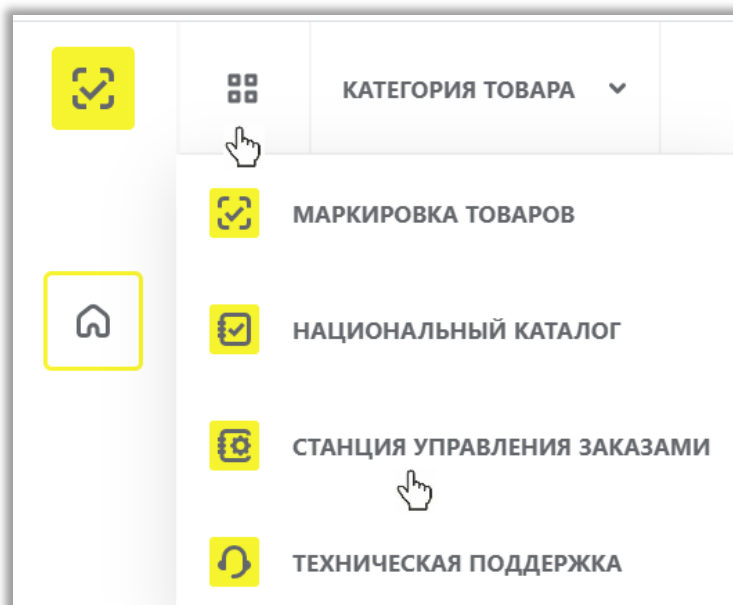 КАТЕГОРИЯ ТОВАРА
МАРКИРОВКА ТОВАРОВ
НАЦИОНАЛЬНЫЙ КАТАЛОГ
СТАНЦИЯ УПРАВЛЕНИЯ ЗАКАЗАМИ
ТЕХНИЧЕСКАЯ ПОДДЕРЖКА